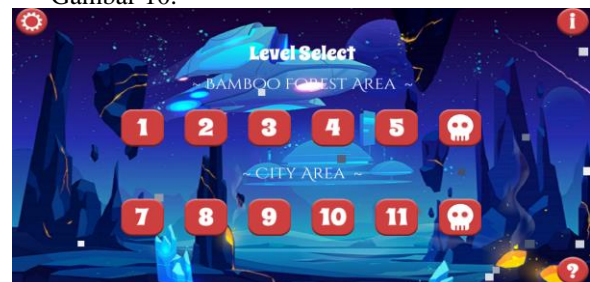 Gambar 10.
i
Level Select
~ Bamboo Forest Area ~
1 2 3 4 5
~ City Area ~
7 8 9 10 11
?